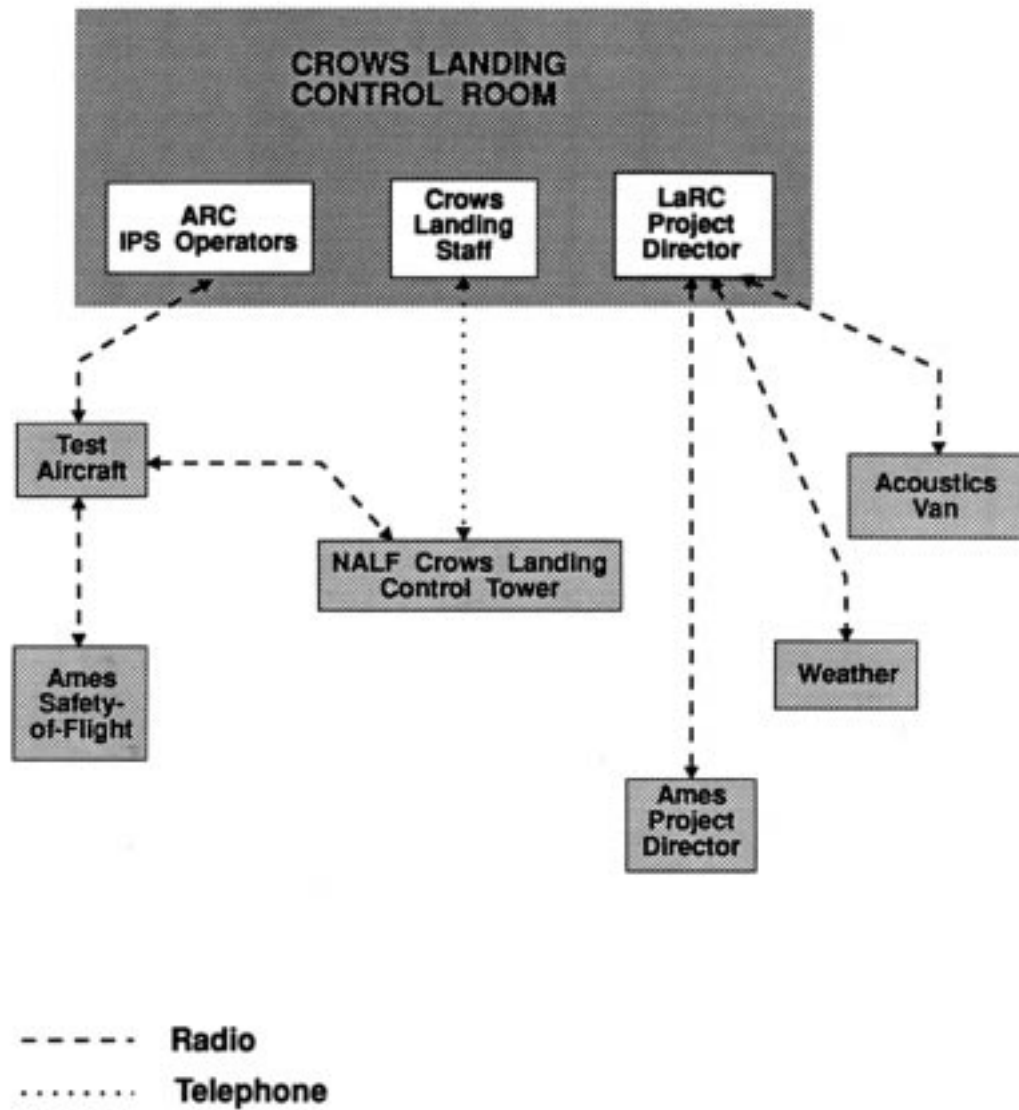 CROWS LANDING
CONTROL ROOM
ARC
IPS Operators
Crows
Landing
Staff
LaRC
Project
Director
Test
Aircraft
Acoustics
Van
NALF Crows Landing
Control Tower
Ames
Safety-
of-Flight
Weather
Ames
Project
Director
Radio
Telephone